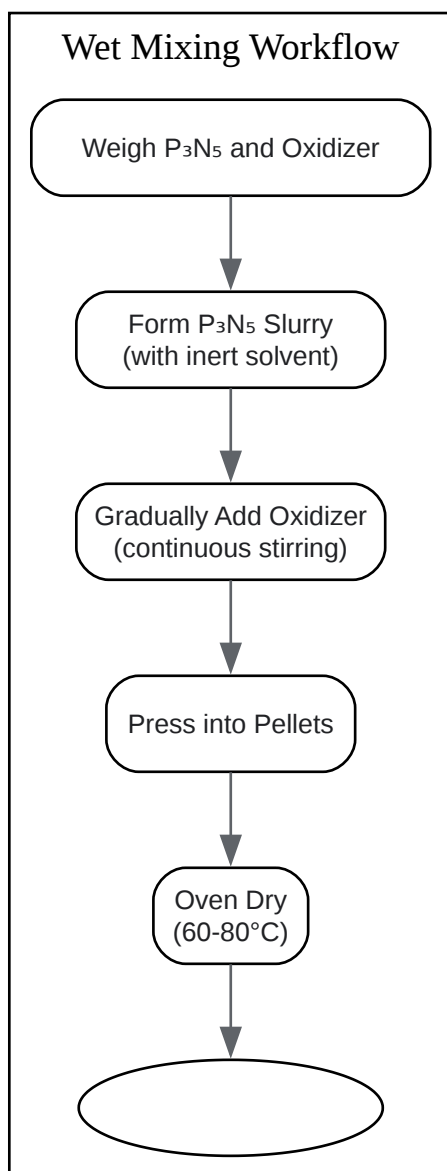 Wet Mixing Workflow
Weigh P₃N₅ and Oxidizer
Form P₃N₅ Slurry
(with inert solvent)
Gradually Add Oxidizer
(continuous stirring)
Press into Pellets
Oven Dry
(60-80°C)